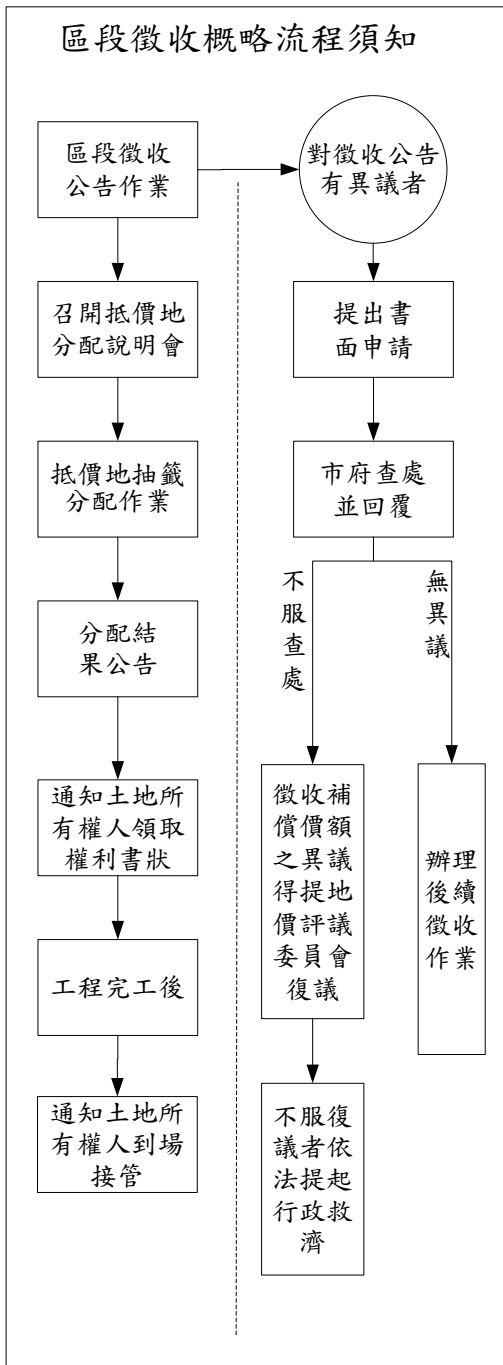 區段徵收概略流程須知
區段徵收
公告作業
召開抵價地
分配說明會
抵價地抽籤
分配作業
分配結
果公告
通知土地所
有權人領取
權利書狀
工程完工後
通知土地所
有權人到場
接管
對徵收公告
有異議者
提出書
面申請
市府查處
並回覆
不服查處
無異議
徵收補
償價額
之異議
得提地
價評議
委員會
復議
辦理
後續
徵收
作業
不服復
議者依
法提起
行政救
濟